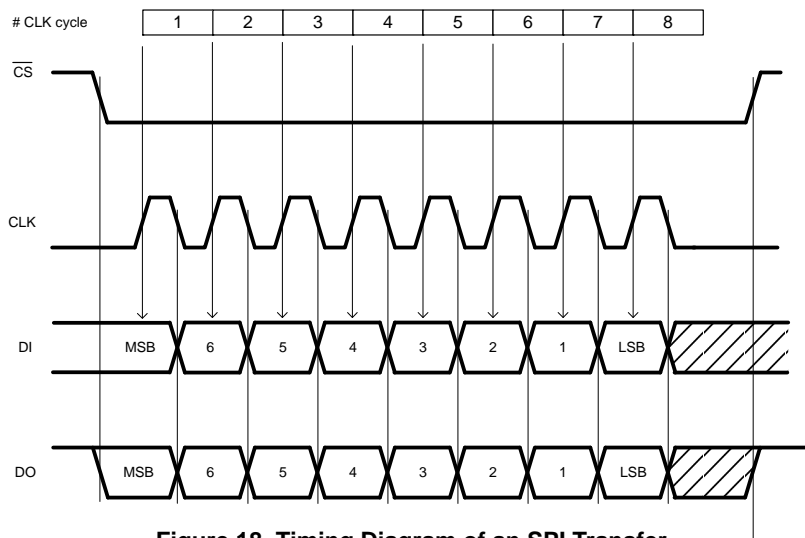 # CLK cycle 1 2 3 4 5 6 7 8
CS
CLK
DI MSB 6 5 4 3 2 1 LSB
DO MSB 6 5 4 3 2 1 LSB
Figure 18. Timing Diagram of an SPI Transfer